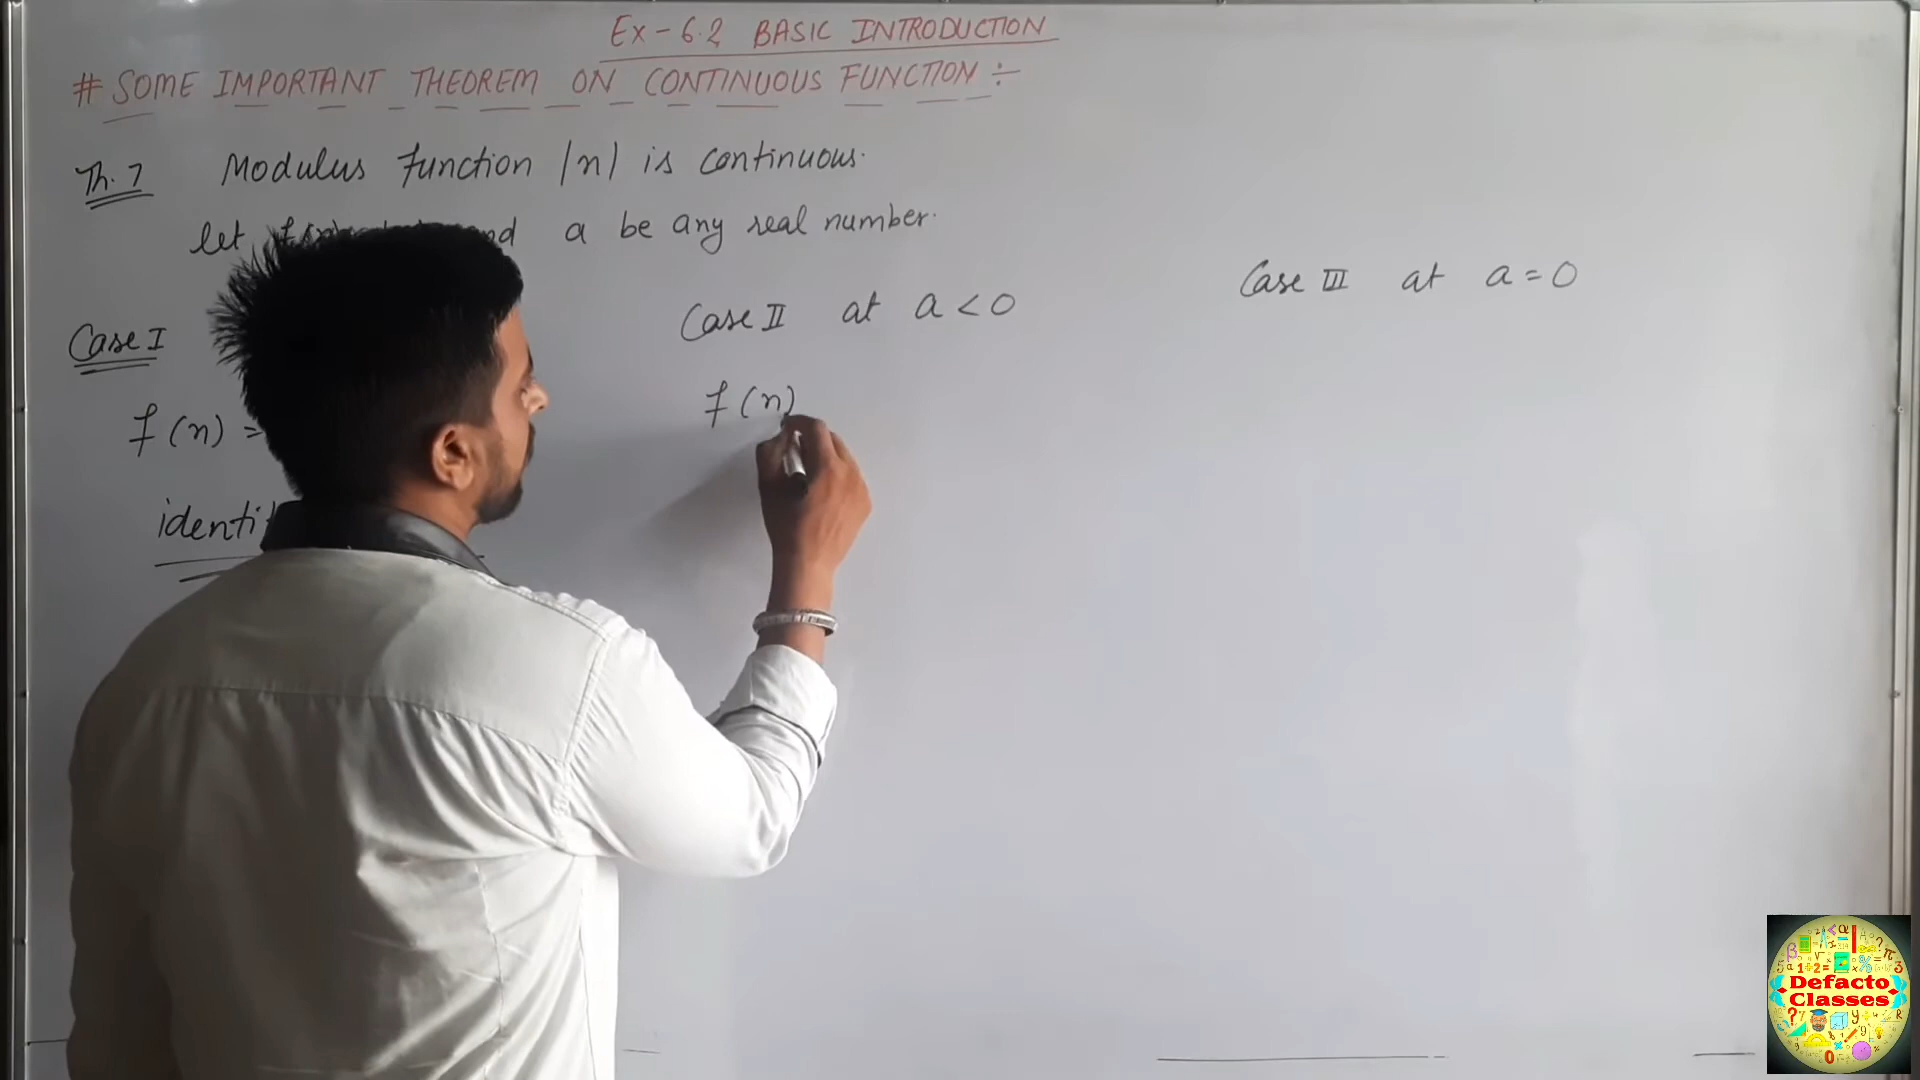 Ex - 6.2 BASIC INTRODUCTION
# SOME IMPORTANT THEOREM ON CONTINUOUS FUNCTION ÷
Th. 7 Modulus function |x| is continuous.
let a be any real number.
Case I
f(x) =
Case II at a < 0
f(x)
Case III at a = 0
Defacto
Classes